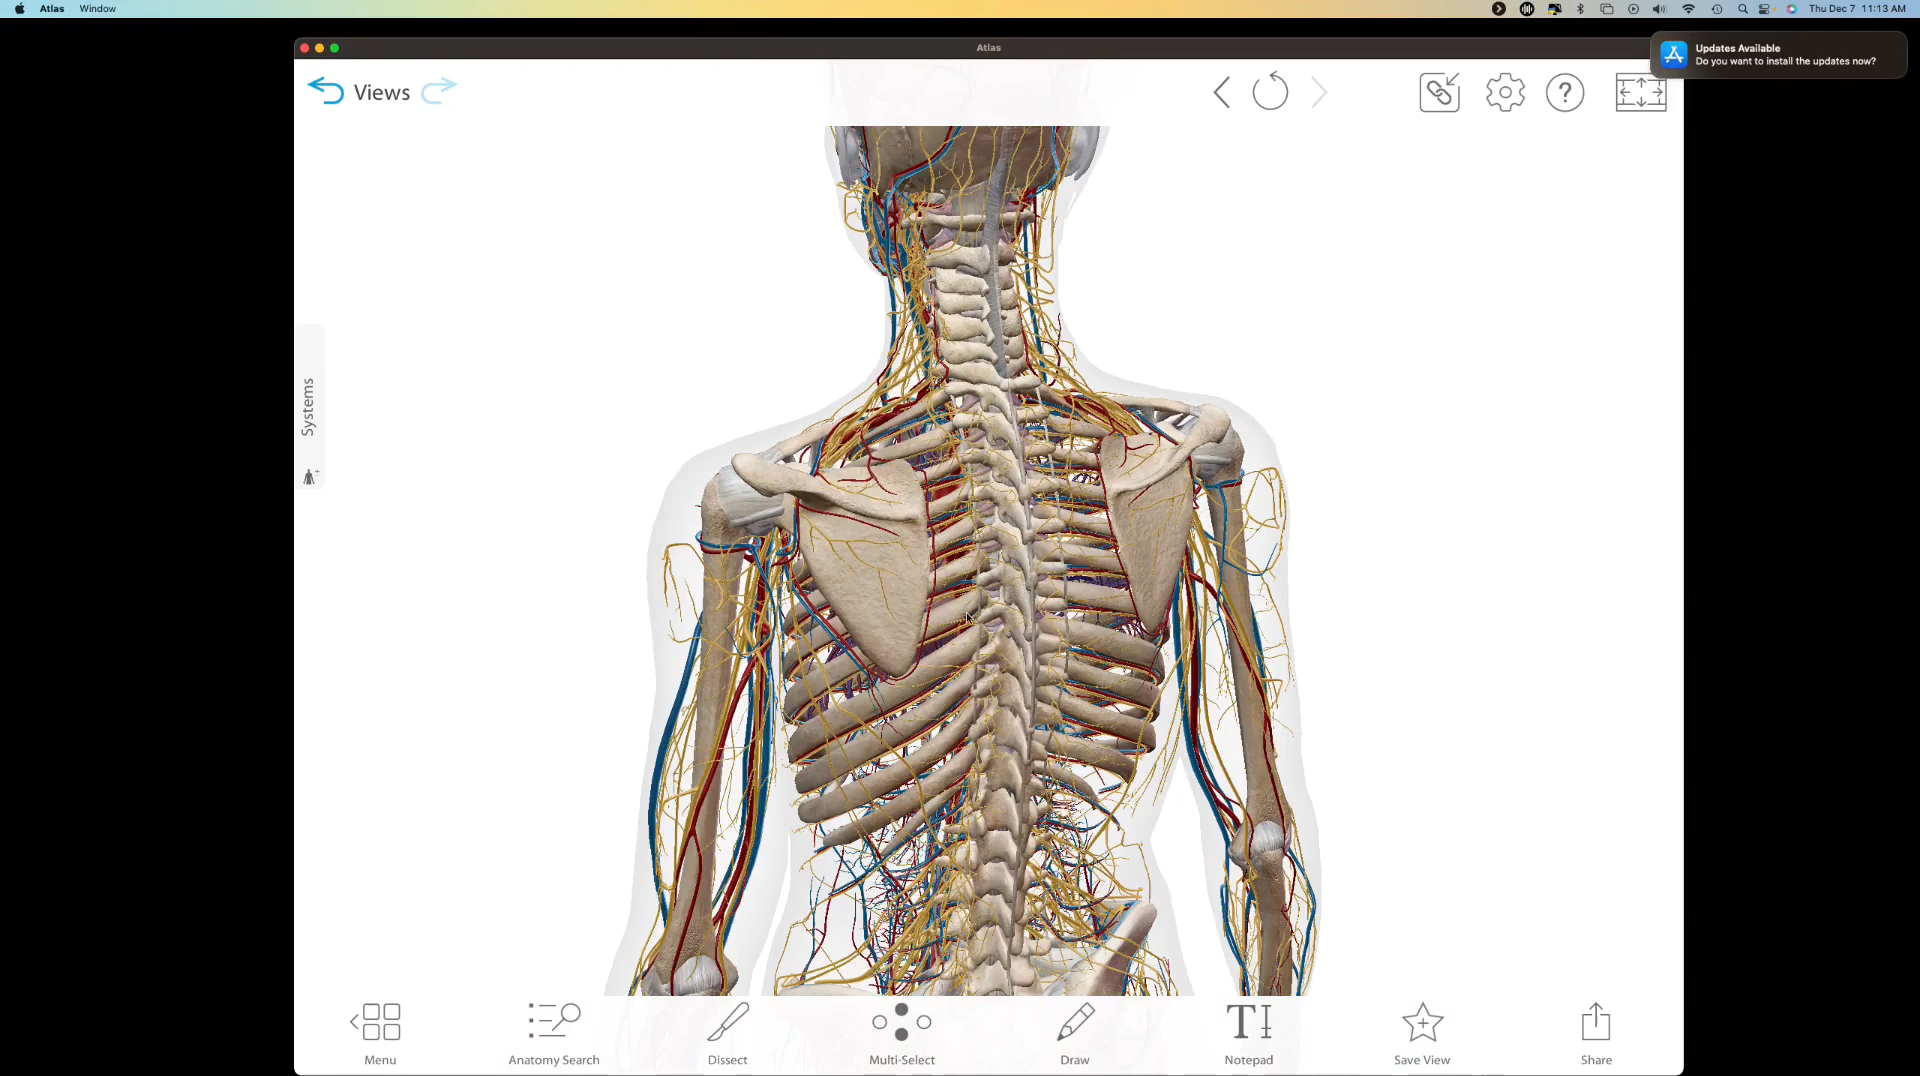 Atlas Window
Thu Dec 7 11:13 AM
Atlas
Updates Available
Do you want to install the updates now?
Views
?
Systems
Menu
Anatomy Search
Dissect
Multi-Select
Draw
Notepad
Save View
Share